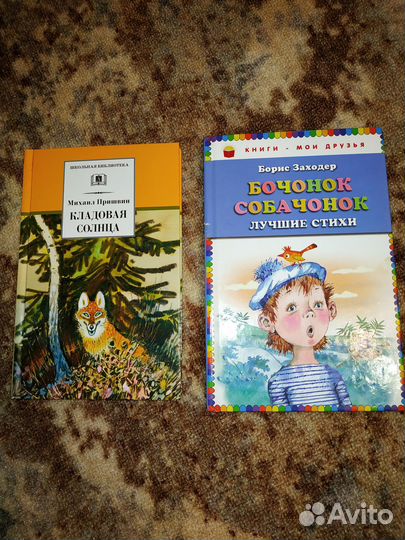 ШКОЛЬНАЯ БИБЛИОТЕКА
Михаил Пришвин
КЛАДОВАЯ
СОЛНЦА
КНИГИ - МОИ ДРУЗЬЯ
Борис Заходер
БОЧОНОК
СОБАЧОНОК
ЛУЧШИЕ СТИХИ
Avito